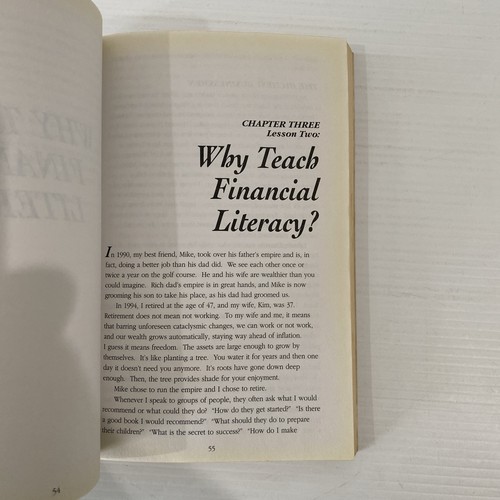 CHAPTER THREE
Lesson Two:
Why Teach
Financial
Literacy?
In 1990, my best friend, Mike, took over his father's empire and is, in
fact, doing a better job than his dad did. We see each other once or
twice a year on the golf course. He and his wife are wealthier than you
could imagine. Rich dad's empire is in great hands, and Mike is now
grooming his son to take his place, as his dad had groomed us.
In 1994, I retired at the age of 47, and my wife, Kim, was 37.
Retirement does not mean not working. To my wife and me, it means
that barring unforeseen cataclysmic changes, we can work or not work,
and our wealth grows automatically, staying way ahead of inflation.
I guess it means freedom. The assets are large enough to grow by
themselves. It's like planting a tree. You water it for years and then one
day it doesn't need you anymore. It's roots have gone down deep
enough. Then, the tree provides shade for your enjoyment.
Mike chose to run the empire and I chose to retire.
Whenever I speak to groups of people, they often ask what I would
recommend or what could they do? "How do they get started?" "Is there
a good book I would recommend?" "What should they do to prepare
their children?" "What is the secret to success?" "How do I make
55
54